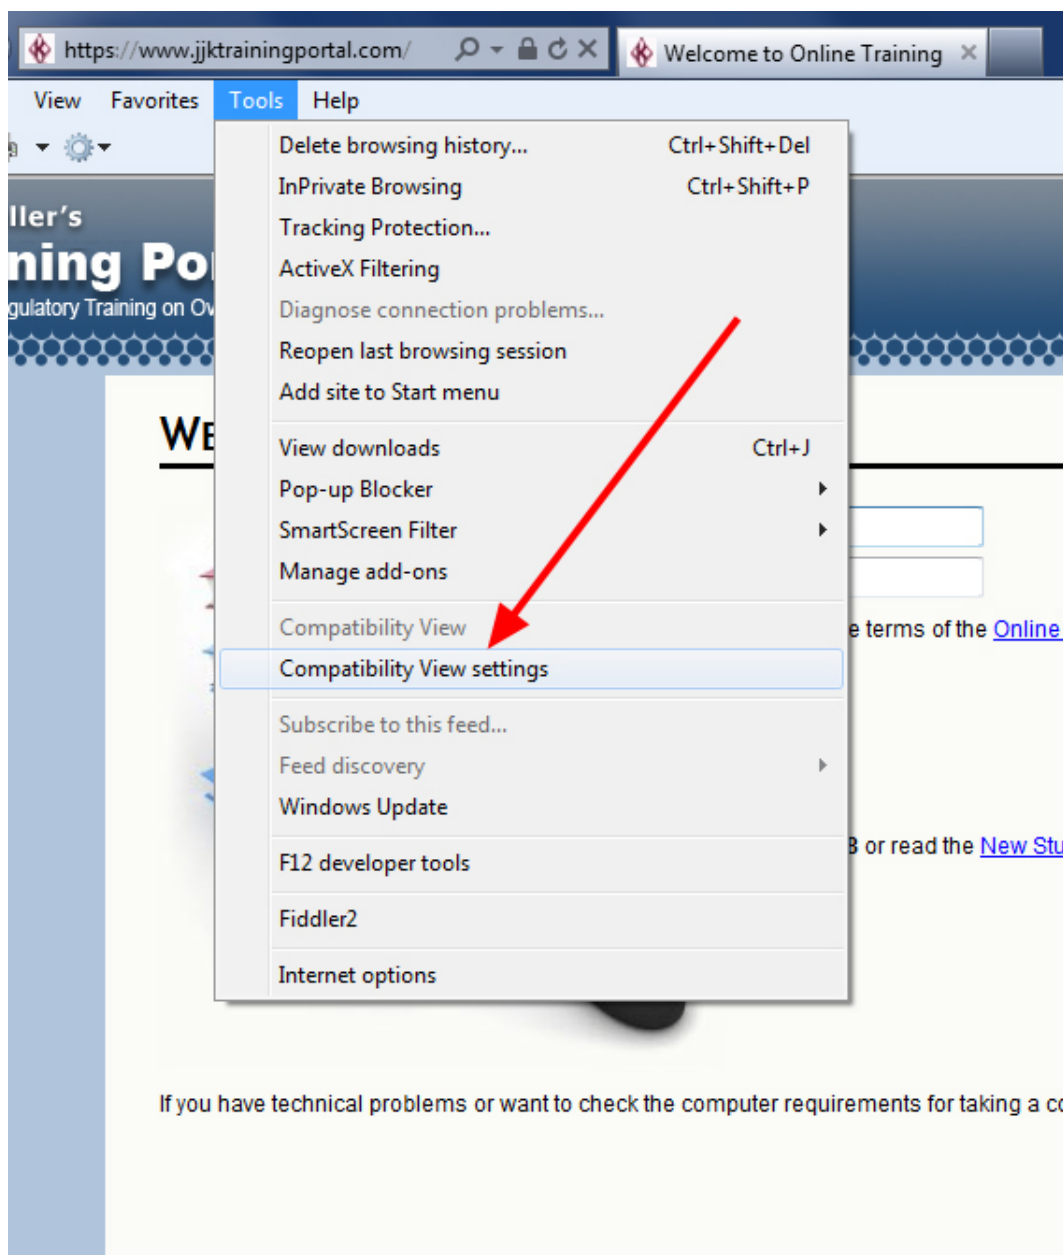 https://www.jjktrainingportal.com/
Welcome to Online Training
View Favorites Tools Help
Delete browsing history... Ctrl+Shift+Del
InPrivate Browsing Ctrl+Shift+P
ller's
Tracking Protection...
ning Po
ActiveX Filtering
gulatory Training on Ov
Diagnose connection problems...
Reopen last browsing session
Add site to Start menu
WE
View downloads Ctrl+J
Pop-up Blocker
SmartScreen Filter
Manage add-ons
Compatibility View
e terms of the Online
Compatibility View settings
Subscribe to this feed...
Feed discovery
Windows Update
or read the New Stu
F12 developer tools
Fiddler2
Internet options
If you have technical problems or want to check the computer requirements for taking a co